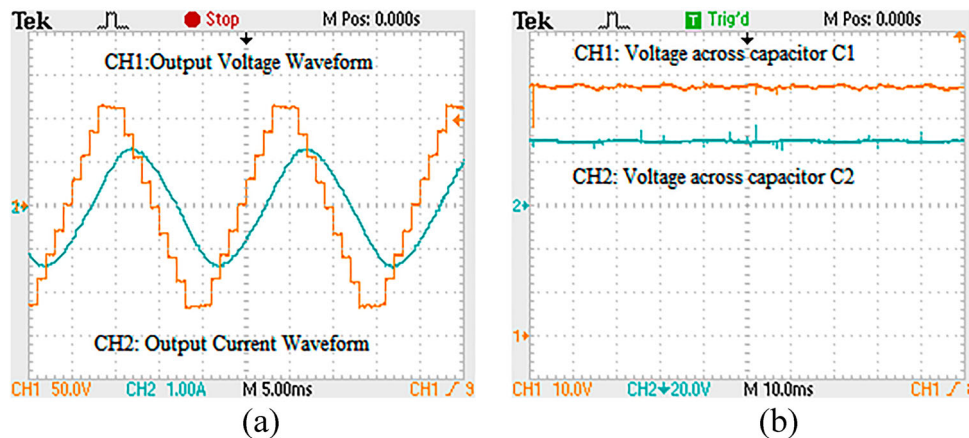 Tek Stop M Pos: 0.000s
CH1:Output Voltage Waveform
2
CH2: Output Current Waveform
CH1 50.0V CH2 1.00A M 5.00ms CH1 / 9
(a)
Tek T Trig'd M Pos: 0.000s
CH1: Voltage across capacitor C1
CH2: Voltage across capacitor C2
2
1
CH1 10.0V CH2 20.0V M 10.0ms CH1 /
(b)